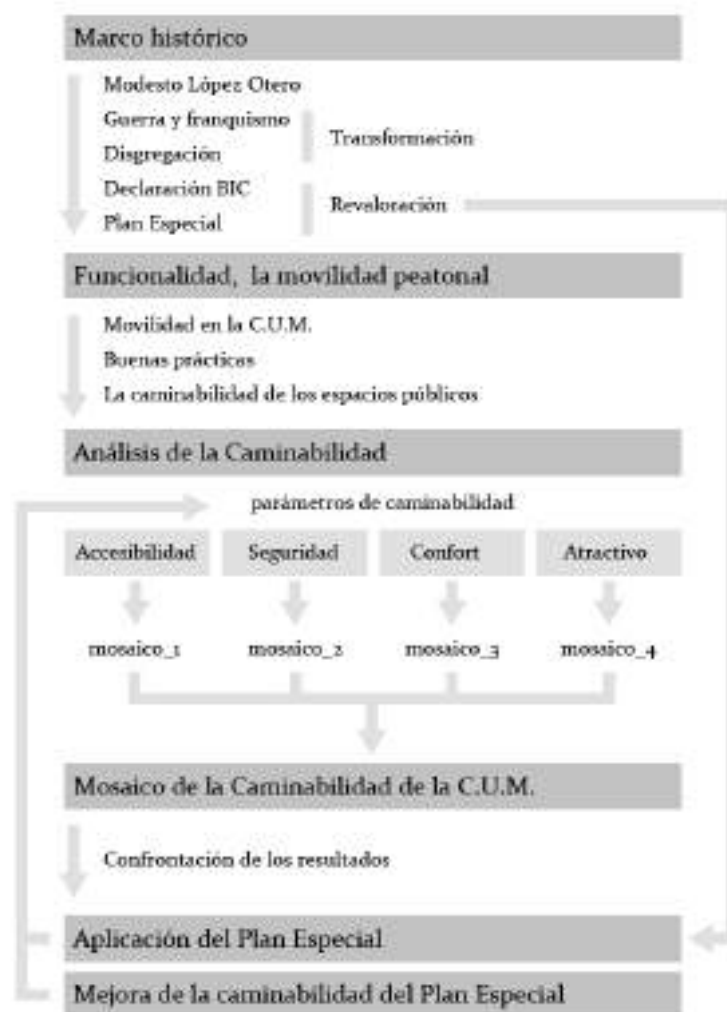 Marco histórico
Modesto López Otero
Guerra y franquismo
Disgregación
Transformación
Declaración BIC
Plan Especial
Revaloración
Funcionalidad, la movilidad peatonal
Movilidad en la C.U.M.
Buenas prácticas
La caminabilidad de los espacios públicos
Análisis de la Caminabilidad
parámetros de caminabilidad
Accesibilidad Seguridad Confort Atractivo
mosaico_1 mosaico_2 mosaico_3 mosaico_4
Mosaico de la Caminabilidad de la C.U.M.
Confrontación de los resultados
Aplicación del Plan Especial
Mejora de la caminabilidad del Plan Especial